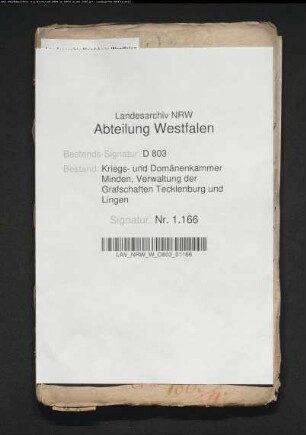 Landesarchiv NRW
Abteilung Westfalen
Bestands-Signatur: D 803
Bestand: Kriegs- und Domänenkammer
Minden, Verwaltung der
Grafschaften Tecklenburg und
Lingen
Signatur: Nr. 1.166
LAV_NRW_W_D803_01166